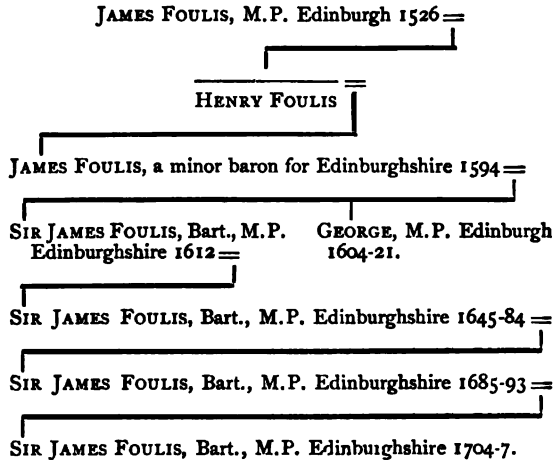 JAMES FOULIS, M.P. Edinburgh 1526=
HENRY FOULIS =
JAMES FOULIS, a minor baron for Edinburghshire 1594=
SIR JAMES FOULIS, Bart., M.P. Edinburghshire 1612=
GEORGE, M.P. Edinburgh 1604-21.
SIR JAMES FOULIS, Bart., M.P. Edinburghshire 1645-84=
SIR JAMES FOULIS, Bart., M.P. Edinburghshire 1685-93=
SIR JAMES FOULIS, Bart., M.P. Edinbuighshire 1704-7.